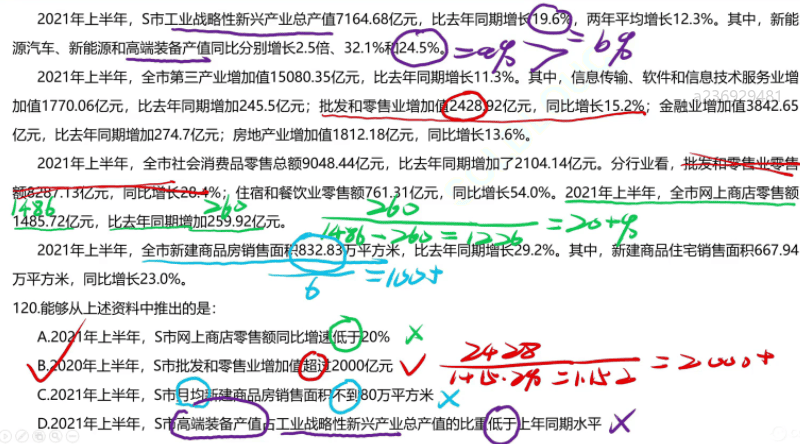 2021年上半年，S市工业战略性新兴产业总产值7164.68亿元，比去年同期增长19.6%，两年平均增长12.3%。其中，新能
源汽车、新能源和高端装备产值同比分别增长2.5倍、32.1%和24.5%。 =a% > =b%
2021年上半年，全市第三产业增加值15080.35亿元，比去年同期增长11.3%。其中，信息传输、软件和信息技术服务业增
加值1770.06亿元，比去年同期增加245.5亿元；批发和零售业增加值2428.92亿元，同比增长15.2%；金融业增加值3842.65
a236929481
亿元，比去年同期增加274.7亿元；房地产业增加值1812.18亿元，同比增长13.6%。
2021年上半年，全市社会消费品零售总额9048.44亿元，比去年同期增加了2104.14亿元。分行业看，批发和零售业零售
额8287.13亿元，同比增长28.4%；住宿和餐饮业零售额761.31亿元，同比增长54.0%。2021年上半年，全市网上商店零售额
1486 260
1485.72亿元，比去年同期增加259.92亿元。
260
1486-260=1226 =20+%
2021年上半年，全市新建商品房销售面积832.83万平方米，比去年同期增长29.2%。其中，新建商品住宅销售面积667.94
万平方米，同比增长23.0%。
6 =100+
120.能够从上述资料中推出的是：
A.2021年上半年，S市网上商店零售额同比增速低于20% ×
B.2020年上半年，S市批发和零售业增加值超过2000亿元 ✓
2428
1+15.2%=1.152 =2000+
C.2021年上半年，S市月均新建商品房销售面积不到80万平方米 ×
D.2021年上半年，S市高端装备产值占工业战略性新兴产业总产值的比重低于上年同期水平 ×